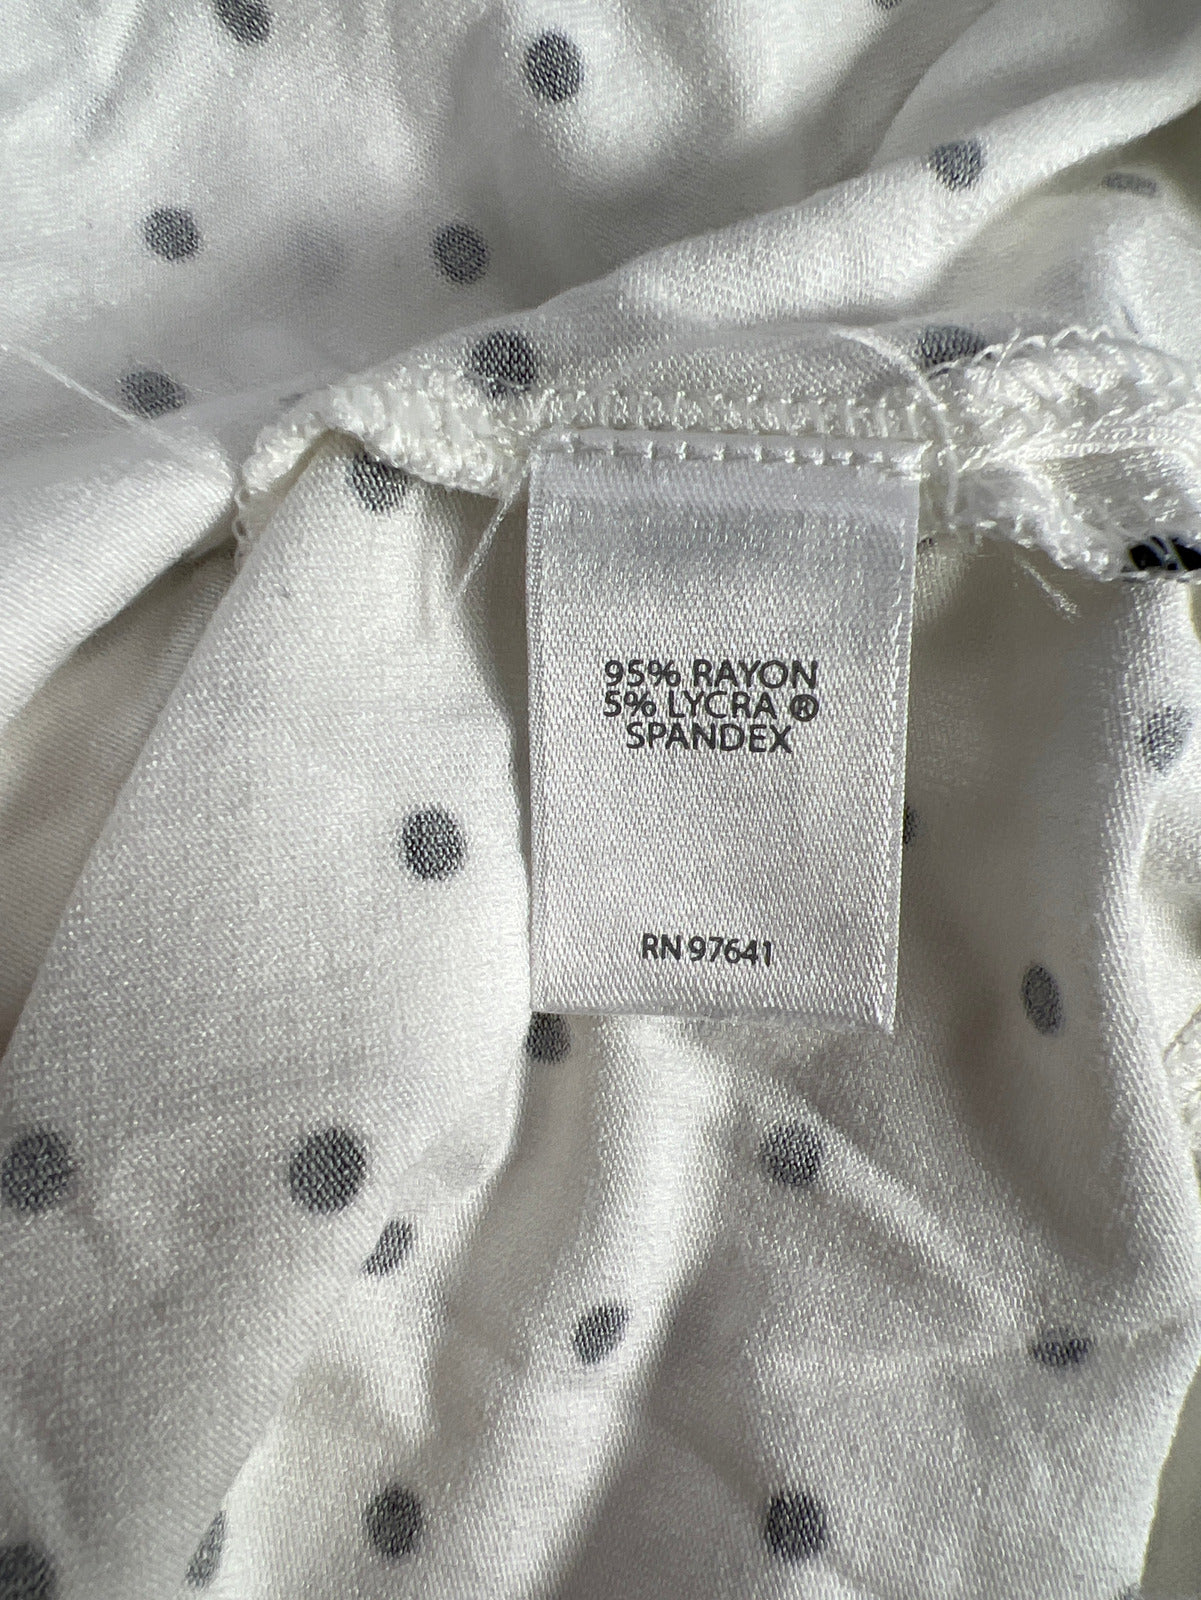 95% RAYON
5% LYCRA ®
SPANDEX
RN 97641